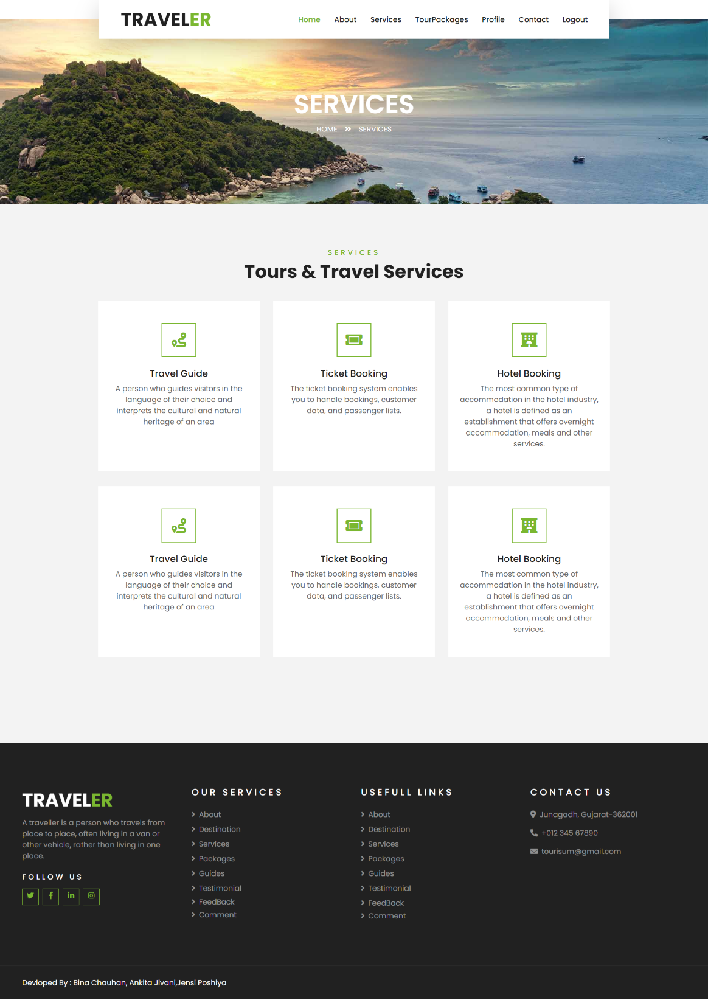 TRAVELER
Home About Services TourPackages Profile Contact Logout
SERVICES
HOME SERVICES
SERVICES
Tours & Travel Services
Travel Guide
A person who guides visitors in the
language of their choice and
interprets the cultural and natural
heritage of an area
Ticket Booking
The ticket booking system enables
you to handle bookings, customer
data, and passenger lists.
Hotel Booking
The most common type of
accommodation in the hotel industry,
a hotel is defined as an
establishment that offers overnight
accommodation, meals and other
services.
Travel Guide
A person who guides visitors in the
language of their choice and
interprets the cultural and natural
heritage of an area
Ticket Booking
The ticket booking system enables
you to handle bookings, customer
data, and passenger lists.
Hotel Booking
The most common type of
accommodation in the hotel industry,
a hotel is defined as an
establishment that offers overnight
accommodation, meals and other
services.
TRAVELER
A traveller is a person who travels from
place to place, often living in a van or
other vehicle, rather than living in one
place.
FOLLOW US
OUR SERVICES
About
Destination
Services
Packages
Guides
Testimonial
FeedBack
Comment
USEFULL LINKS
About
Destination
Services
Packages
Guides
Testimonial
FeedBack
Comment
CONTACT US
Junagadh, Gujarat-362001
+012 345 67890
tourisum@gmail.com
Devloped By : Bina Chauhan, Ankita Jivani,Jensi Poshiya